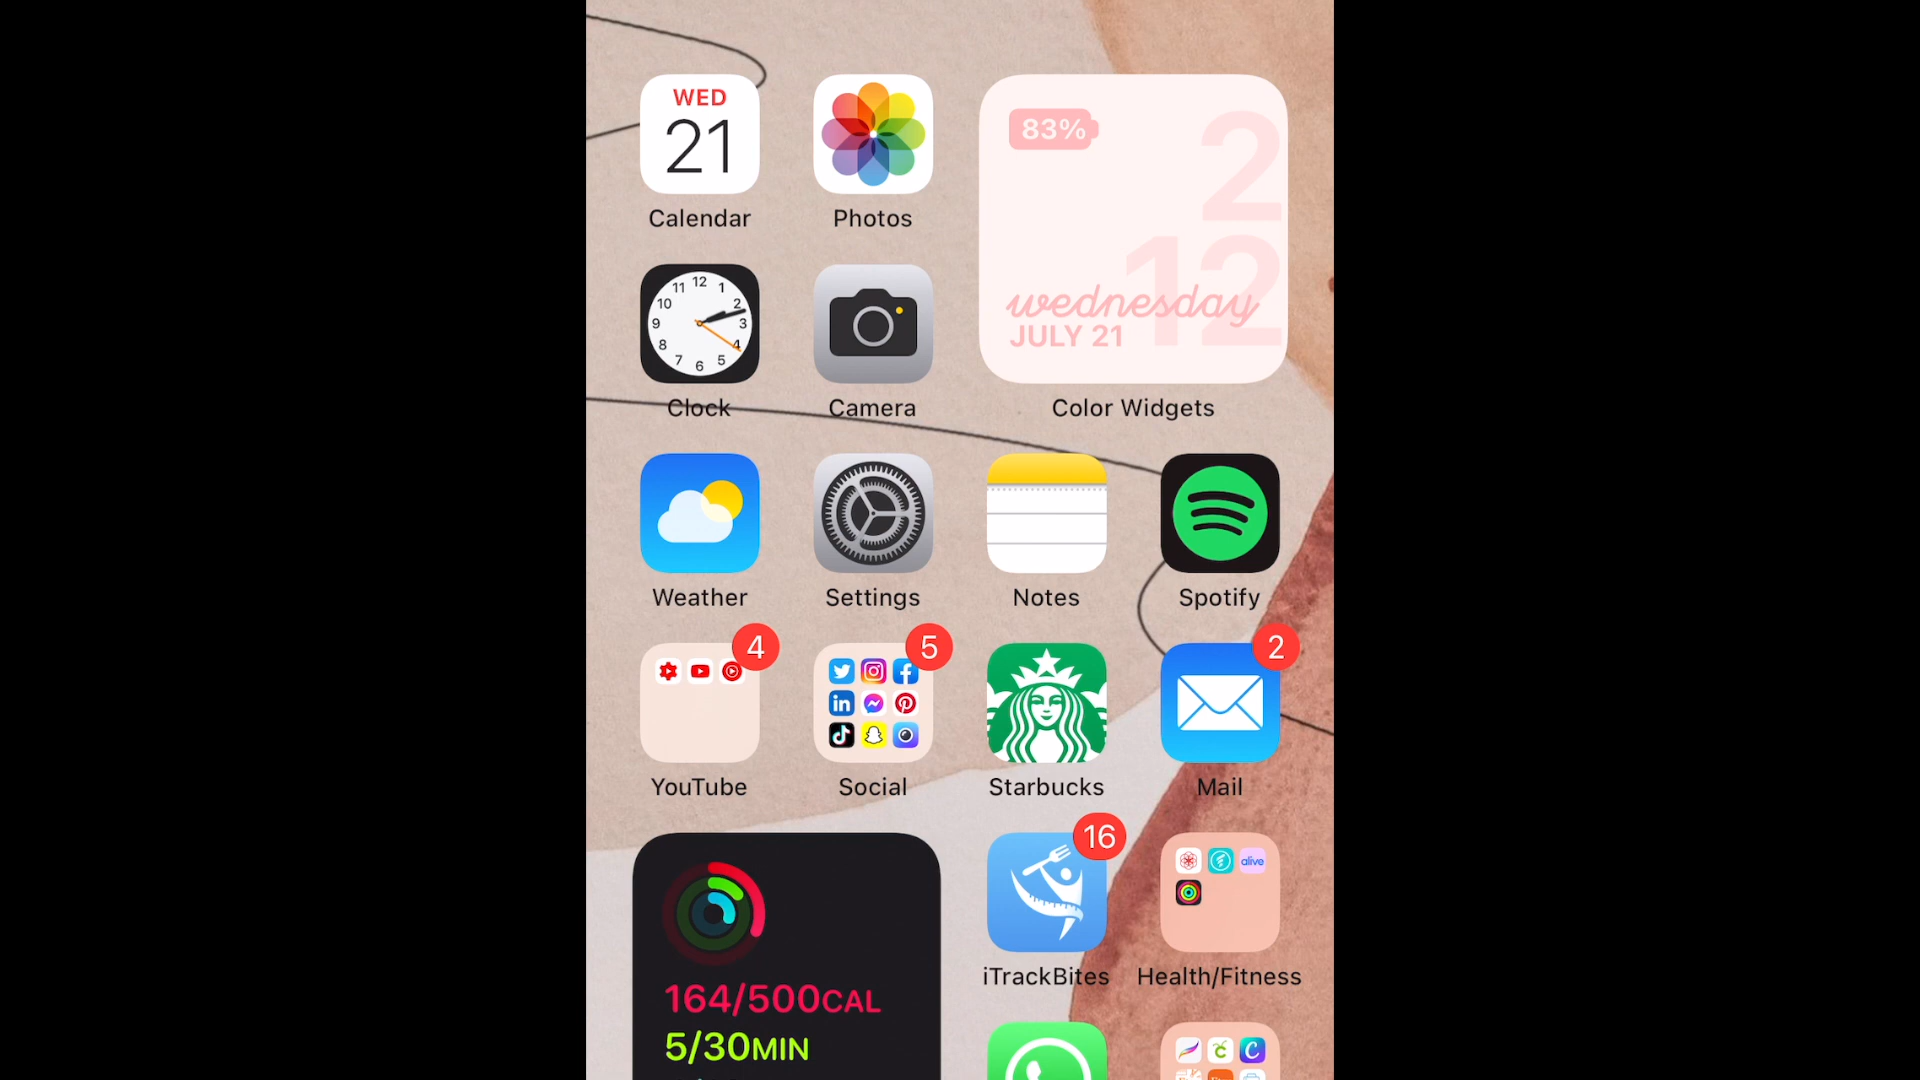 WED
21
Calendar
Photos
83%
2
12
wednesday
JULY 21
12
1
2
3
4
5
6
7
8
9
10
11
Clock
Camera
Color Widgets
Weather
Settings
Notes
Spotify
4
5
2
in
YouTube
Social
Starbucks
Mail
16
alive
iTrackBites
Health/Fitness
164/500CAL
5/30MIN